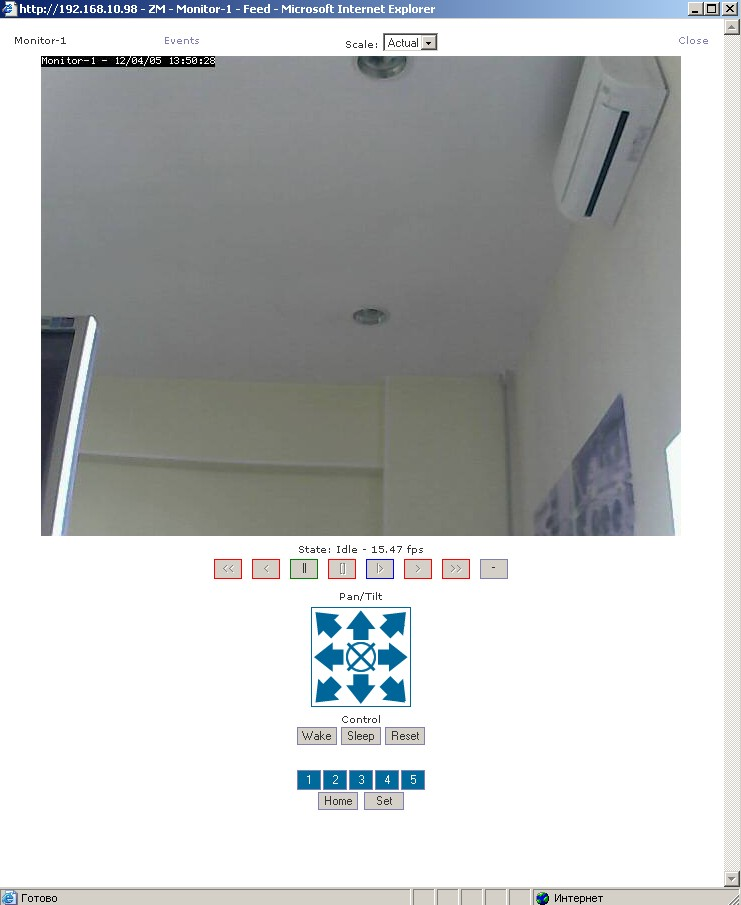 http://192.168.10.98 - ZM - Monitor-1 - Feed - Microsoft Internet Explorer
Monitor-1 Events Scale: Actual Close
Monitor-1 - 12/04/05 13:50:28
State: Idle - 15.47 fps
<< < || [] |> > >> -
Pan/Tilt
Control
Wake Sleep Reset
1 2 3 4 5
Home Set
Готово Интернет